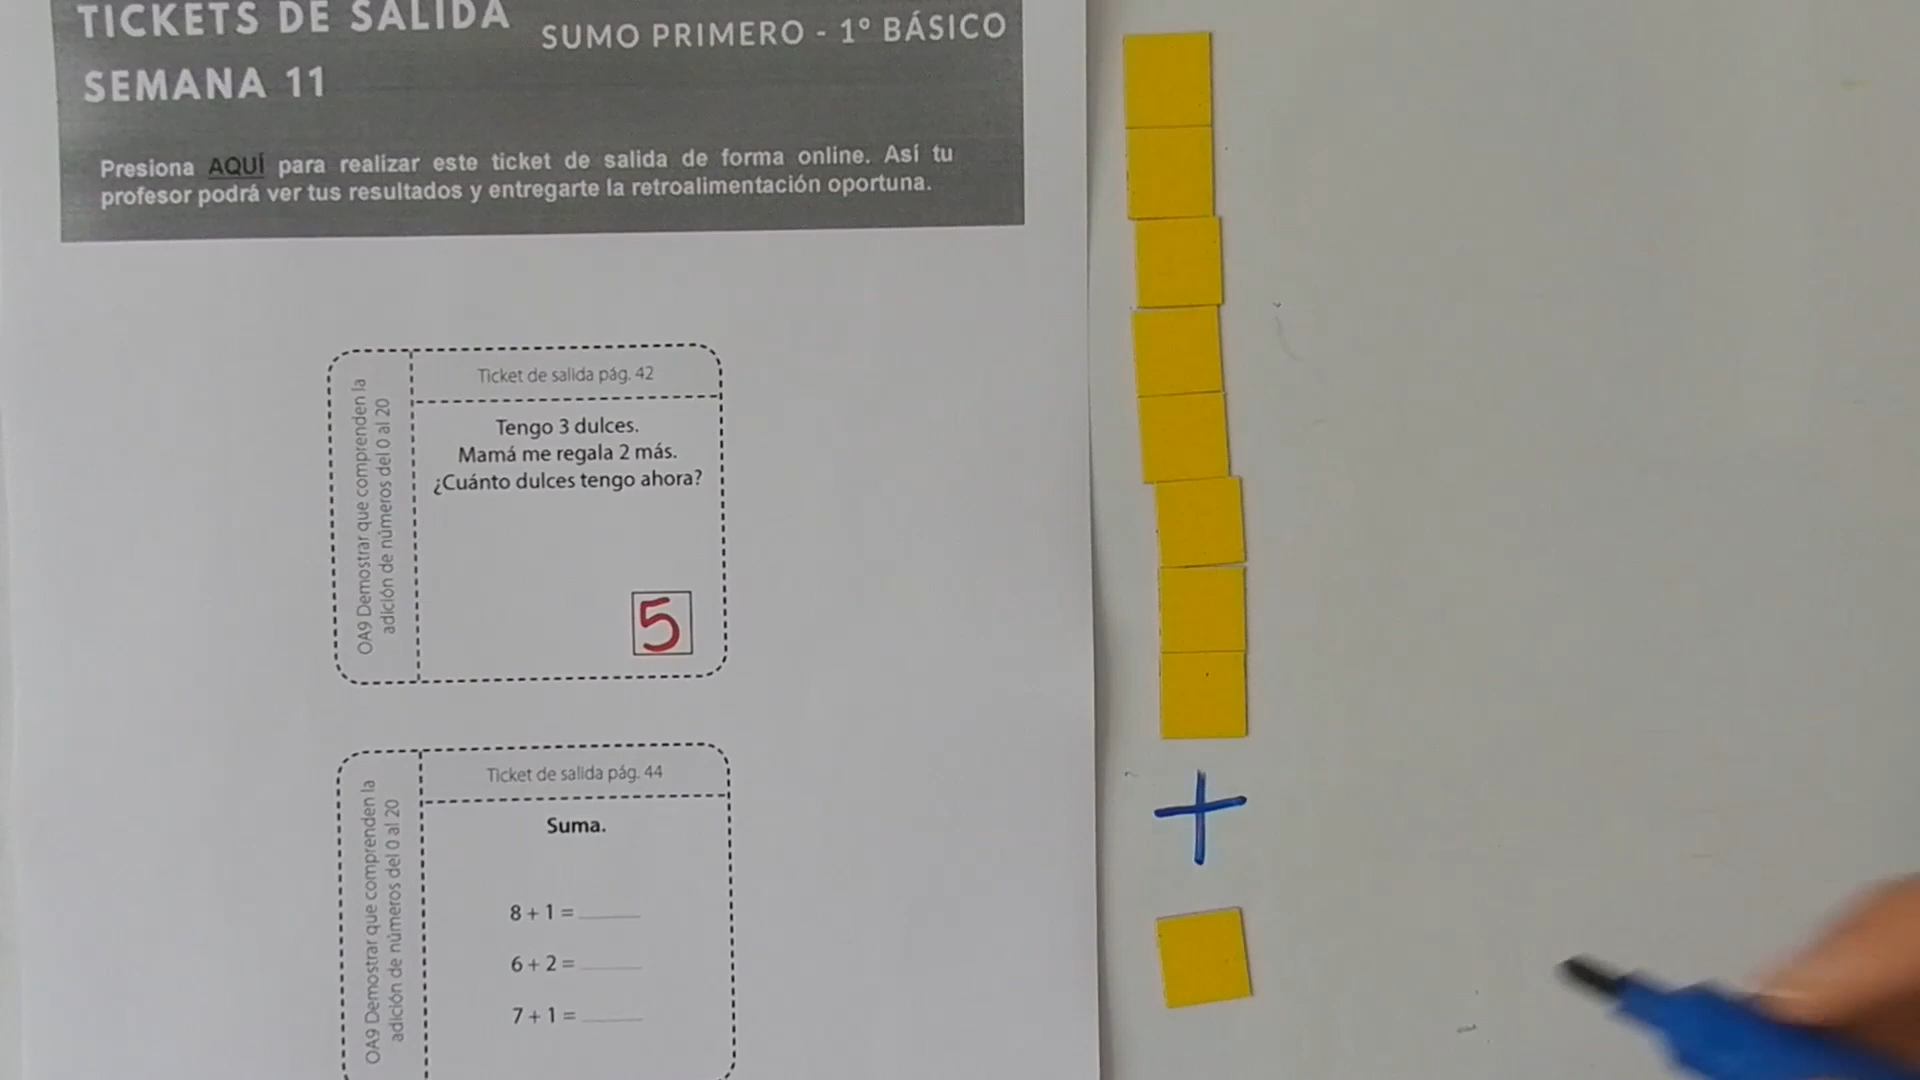 TICKETS DE SALIDA
SUMO PRIMERO - 1° BÁSICO
SEMANA 11
Presiona AQUÍ para realizar este ticket de salida de forma online. Así tu
profesor podrá ver tus resultados y entregarte la retroalimentación oportuna.
OA9 Demostrar que comprenden la
adición de números del 0 al 20
Ticket de salida pág. 42
Tengo 3 dulces.
Mamá me regala 2 más.
¿Cuánto dulces tengo ahora?
5
OA9 Demostrar que comprenden la
adición de números del 0 al 20
Ticket de salida pág. 44
Suma.
8 + 1 = ______
6 + 2 = ______
7 + 1 = ______
+